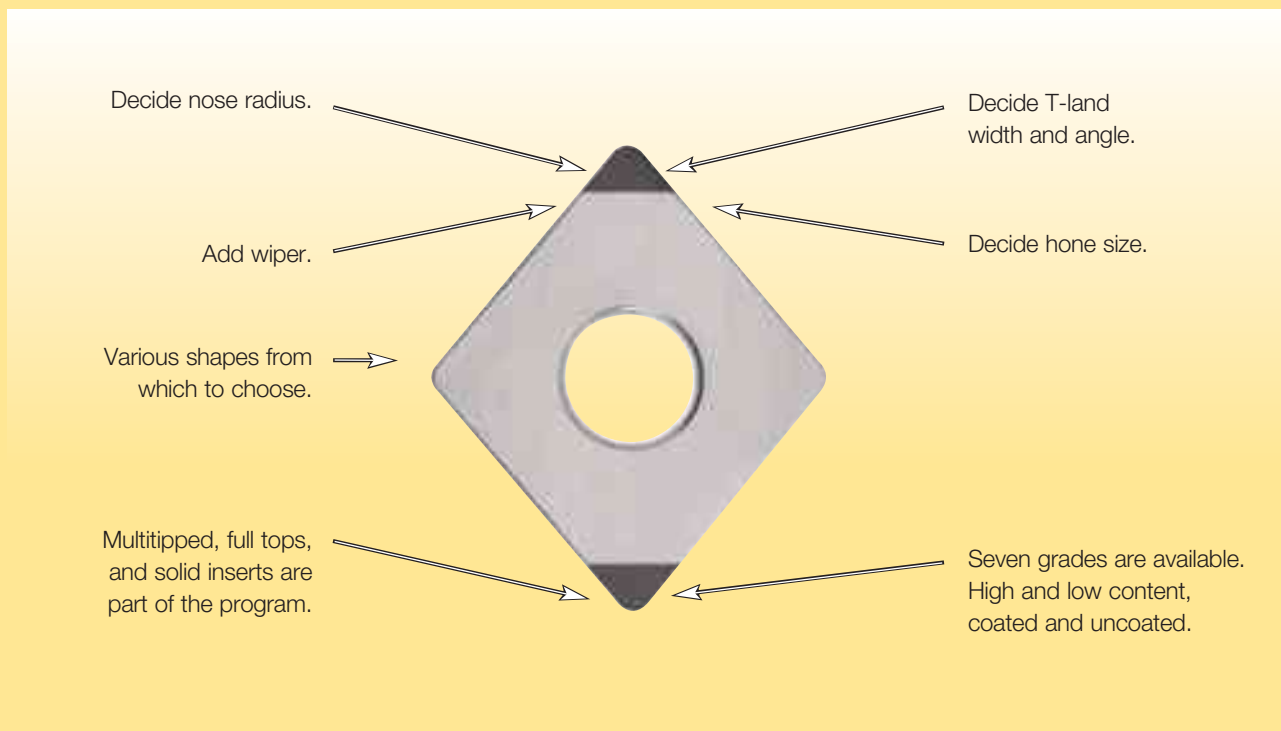 Decide nose radius.
Decide T-land
width and angle.
Add wiper.
Decide hone size.
Various shapes from
which to choose.
Multitipped, full tops,
and solid inserts are
part of the program.
Seven grades are available.
High and low content,
coated and uncoated.